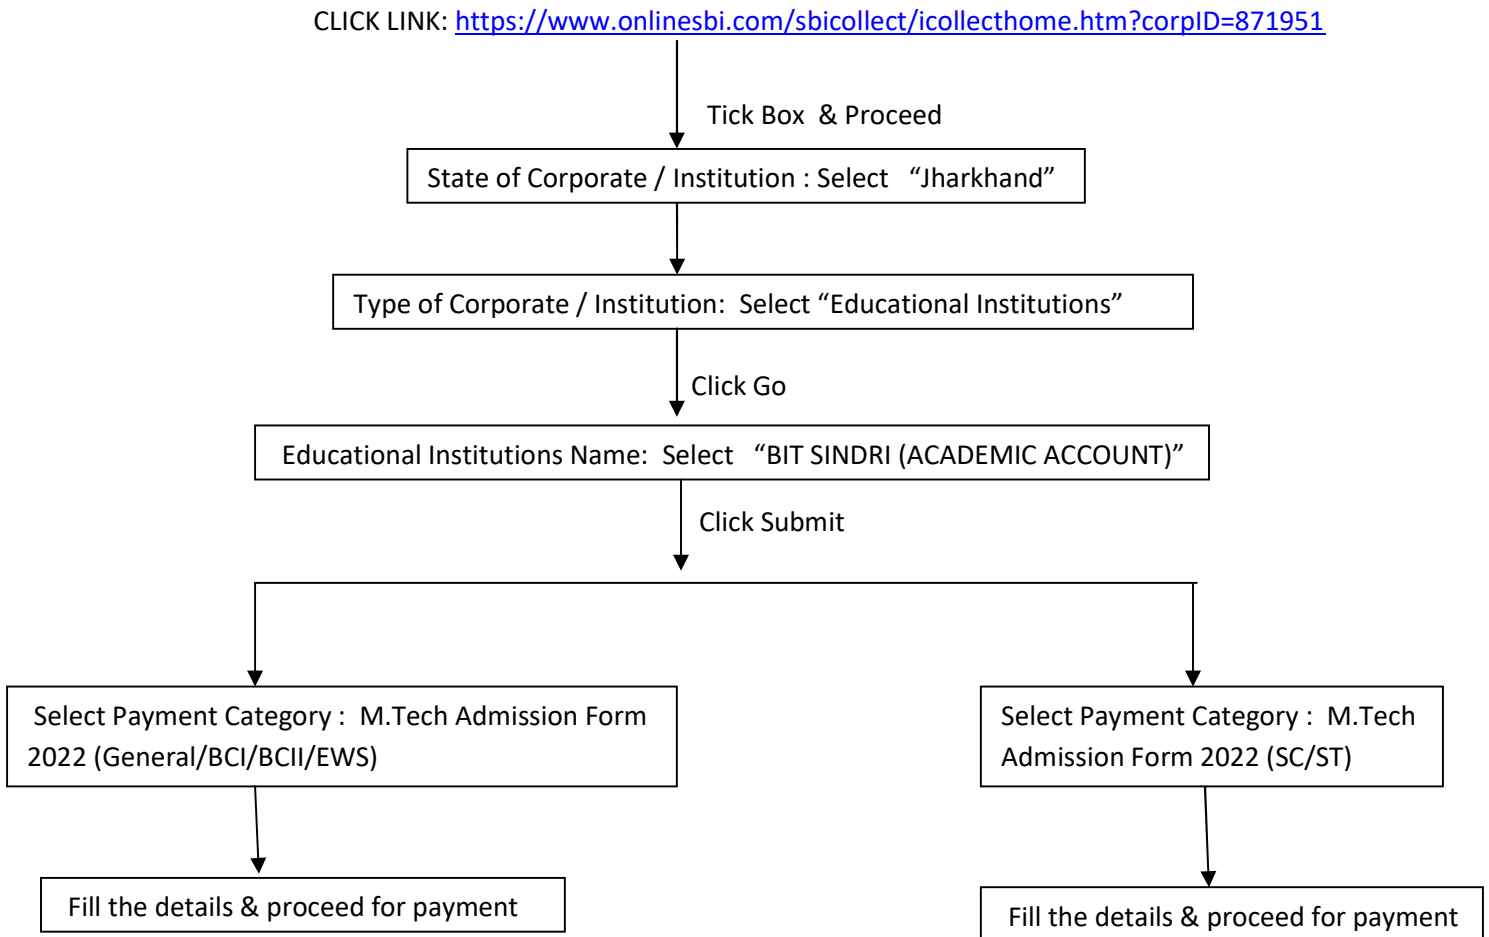 CLICK LINK: https://www.onlinesbi.com/sbicollect/icollecthome.htm?corpID=871951
Tick Box & Proceed
State of Corporate / Institution : Select “Jharkhand”
Type of Corporate / Institution: Select “Educational Institutions”
Click Go
Educational Institutions Name: Select “BIT SINDRI (ACADEMIC ACCOUNT)”
Click Submit
Select Payment Category : M.Tech Admission Form
2022 (General/BCI/BCII/EWS)
Select Payment Category : M.Tech
Admission Form 2022 (SC/ST)
Fill the details & proceed for payment
Fill the details & proceed for payment